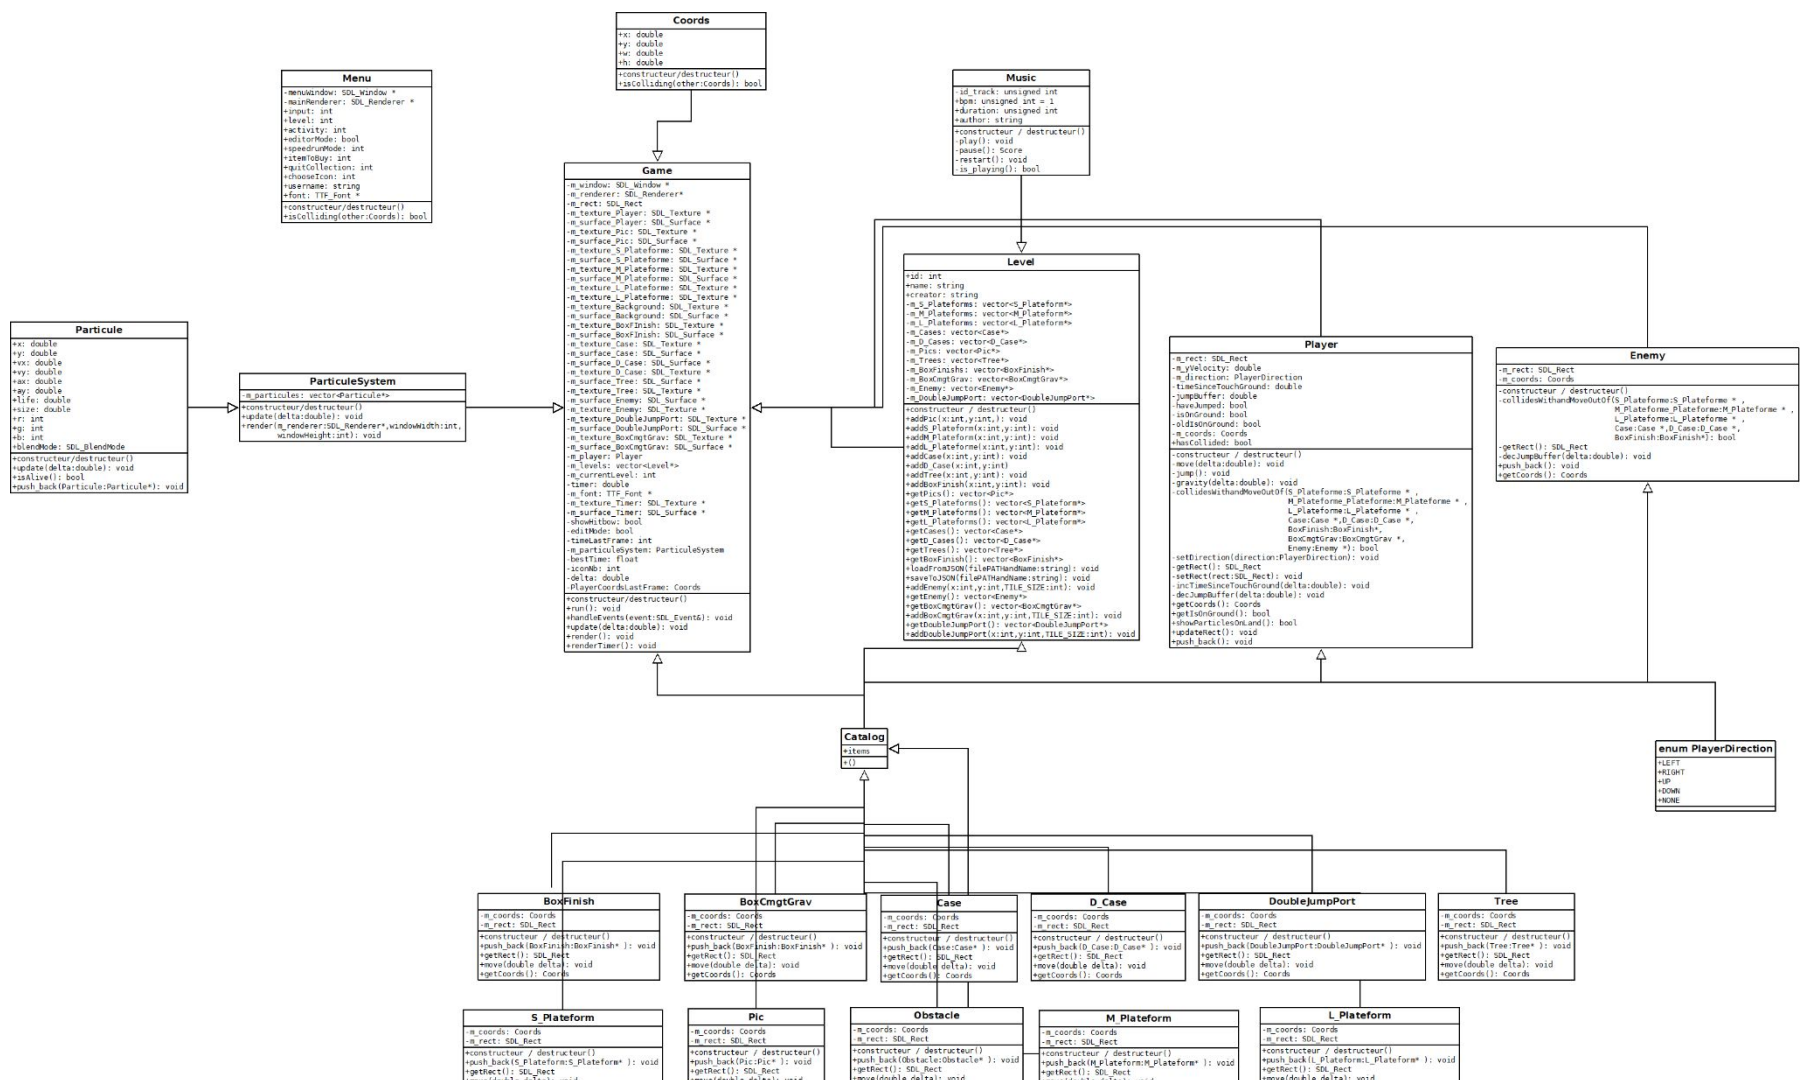 Coords
+x: double
+y: double
+w: double
+h: double
+constructeur/destructeur()
+isColliding(other:Coords): bool
Menu
-menuWindow: SDL_Window *
-mainRenderer: SDL_Renderer *
+input: int
+level: int
+activity: int
+editorMode: bool
+speedrunMode: int
+itemToBuy: int
+quitCollection: int
+chooseIcon: int
+username: string
+font: TTF_Font *
+constructeur/destructeur()
+isColliding(other:Coords): bool
Music
-id_track: unsigned int
+bpm: unsigned int = 1
+duration: unsigned int
+author: string
+constructeur / destructeur()
-play(): void
-pause(): Score
-restart(): void
-is_playing(): bool
Game
-m_window: SDL_Window *
-m_renderer: SDL_Renderer*
-m_rect: SDL_Rect
-m_texture_Player: SDL_Texture *
-m_surface_Player: SDL_Surface *
-m_texture_Pic: SDL_Texture *
-m_surface_Pic: SDL_Surface *
-m_texture_S_Plateforme: SDL_Texture *
-m_surface_S_Plateforme: SDL_Surface *
-m_texture_M_Plateforme: SDL_Texture *
-m_surface_M_Plateforme: SDL_Surface *
-m_texture_L_Plateforme: SDL_Texture *
-m_texture_L_Plateforme: SDL_Texture *
-m_texture_Background: SDL_Texture *
-m_surface_Background: SDL_Surface *
-m_texture_BoxFInish: SDL_Texture *
-m_surface_BoxFInish: SDL_Surface *
-m_texture_Case: SDL_Texture *
-m_surface_Case: SDL_Surface *
-m_surface_D_Case: SDL_Surface *
-m_texture_D_Case: SDL_Texture *
-m_surface_Tree: SDL_Surface *
-m_texture_Tree: SDL_Texture *
-m_surface_Enemy: SDL_Surface *
-m_texture_Enemy: SDL_Texture *
-m_texture_DoubleJumpPort: SDL_Texture *
-m_surface_DoubleJumpPort: SDL_Surface *
-m_texture_BoxCmgtGrav: SDL_Texture *
-m_surface_BoxCmgtGrav: SDL_Surface *
-m_player: Player
-m_levels: vector<Level*>
-m_currentLevel: int
-timer: double
-m_font: TTF_Font *
-m_texture_Timer: SDL_Texture *
-m_surface_Timer: SDL_Surface *
-showHitbow: bool
-editMode: bool
-timeLastFrame: int
-m_particuleSystem: ParticuleSystem
-bestTime: float
-iconNb: int
-delta: double
-PlayerCoordsLastFrame: Coords
+constructeur/destructeur()
+run(): void
+handleEvents(event:SDL_Event&): void
+update(delta:double): void
+render(): void
+renderTimer(): void
Level
+id: int
+name: string
+creator: string
-m_S_Plateforms: vector<S_Plateform*>
-m_M_Plateforms: vector<M_Plateform*>
-m_L_Plateforms: vector<L_Plateform*>
-m_Cases: vector<Case*>
-m_D_Cases: vector<D_Case*>
-m_Pics: vector<Pic*>
-m_Trees: vector<Tree*>
-m_BoxFinishs: vector<BoxFinish*>
-m_BoxCmgtGrav: vector<BoxCmgtGrav*>
-m_Enemy: vector<Enemy*>
-m_DoubleJumpPort: vector<DoubleJumpPort*>
+constructeur / destructeur()
+addPic(x:int,y:int,): void
+addS_Plateform(x:int,y:int): void
+addM_Plateform(x:int,y:int): void
+addL_Plateforme(x:int,y:int): void
+addCase(x:int,y:int): void
+addD_Case(x:int,y:int)
+addTree(x:int,y:int): void
+addBoxFinish(x:int,y:int): void
+getPics(): vector<Pic*>
+getS_Plateforms(): vector<S_Plateform*>
+getM_Plateforms(): vector<M_Plateform*>
+getL_Plateforms(): vector<L_Plateform*>
+getCases(): vector<Case*>
+getD_Cases(): vector<D_Case*>
+getTrees(): vector<Tree*>
+getBoxFinish(): vector<BoxFinish*>
+loadFromJSON(filePATHandName:string): void
+saveToJSON(filePATHandName:string): void
+addEnemy(x:int,y:int,TILE_SIZE:int): void
+getEnemy(): vector<Enemy*>
+getBoxCmgtGrav(): vector<BoxCmgtGrav*>
+addBoxCmgtGrav(x:int,y:int,TILE_SIZE:int): void
+getDoubleJumpPort(): vector<DoubleJumpPort*>
+addDoubleJumpPort(x:int,y:int,TILE_SIZE:int): void
Particule
+x: double
+y: double
+vx: double
+vy: double
+ax: double
+ay: double
+life: double
+size: double
+r: int
+g: int
+b: int
+blendMode: SDL_BlendMode
+constructeur/destructeur()
+update(delta:double): void
+isAlive(): bool
+push_back(Particule:Particule*): void
ParticuleSystem
-m_particules: vector<Particule*>
+constructeur/destructeur()
+update(delta:double): void
+render(m_renderer:SDL_Renderer*,windowWidth:int,
windowHeight:int): void
Player
-m_rect: SDL_Rect
-m_yVelocity: double
-m_direction: PlayerDirection
-timeSinceTouchGround: double
-jumpBuffer: double
-haveJumped: bool
-isOnGround: bool
-oldIsOnGround: bool
-m_coords: Coords
+hasCollided: bool
-constructeur / destructeur()
-move(delta:double): void
-jump(): void
-gravity(delta:double): void
-collidesWithandMoveOutOf(S_Plateforme:S_Plateforme * ,
M_Plateforme_Plateforme:M_Plateforme * ,
L_Plateforme:L_Plateforme * ,
Case:Case *,D_Case:D_Case *,
BoxFinish:BoxFinish*,
BoxCmgtGrav:BoxCmgtGrav *,
Enemy:Enemy *): bool
-setDirection(direction:PlayerDirection): void
-getRect(): SDL_Rect
-setRect(rect:SDL_Rect): void
-incTimeSinceTouchGround(delta:double): void
-decJumpBuffer(delta:double): void
+getCoords(): Coords
+getIsOnGround(): bool
+showParticlesOnLand(): bool
+updateRect(): void
+push_back(): void
Enemy
-m_rect: SDL_Rect
-m_coords: Coords
-constructeur / destructeur()
-collidesWithandMoveOutOf(S_Plateforme:S_Plateforme * ,
M_Plateforme_Plateforme:M_Plateforme * ,
L_Plateforme:L_Plateforme *
Case:Case *,D_Case:D_Case *,
BoxFinish:BoxFinish*]: bool
-getRect(): SDL_Rect
-decJumpBuffer(delta:double): void
+push_back(): void
+getCoords(): Coords
Catalog
+items
+()
enum PlayerDirection
+LEFT
+RIGHT
+UP
+DOWN
+NONE
BoxFinish
-m_coords: Coords
-m_rect: SDL_Rect
+constructeur / destructeur()
+push_back(BoxFinish:BoxFinish* ): void
+getRect(): SDL_Rect
+move(double delta): void
+getCoords(): Coords
BoxCmgtGrav
-m_coords: Coords
-m_rect: SDL_Rect
+constructeur / destructeur()
+push_back(BoxFinish:BoxFinish* ): void
+getRect(): SDL_Rect
+move(double delta): void
+getCoords(): Coords
Case
-m_coords: Coords
-m_rect: SDL_Rect
+constructeur / destructeur()
+push_back(Case:Case* ): void
+getRect(): SDL_Rect
+move(double delta): void
+getCoords(): Coords
D_Case
-m_coords: Coords
-m_rect: SDL_Rect
+constructeur / destructeur()
+push_back(D_Case:D_Case* ): void
+getRect(): SDL_Rect
+move(double delta): void
+getCoords(): Coords
DoubleJumpPort
-m_coords: Coords
-m_rect: SDL_Rect
+constructeur / destructeur()
+push_back(DoubleJumpPort:DoubleJumpPort* ): void
+getRect(): SDL_Rect
+move(double delta): void
+getCoords(): Coords
Tree
-m_coords: Coords
-m_rect: SDL_Rect
+constructeur / destructeur()
+push_back(Tree:Tree* ): void
+getRect(): SDL_Rect
+move(double delta): void
+getCoords(): Coords
S_Plateform
-m_coords: Coords
-m_rect: SDL_Rect
+constructeur / destructeur()
+push_back(S_Plateform:S_Plateform* ): void
+getRect(): SDL_Rect
Pic
-m_coords: Coords
-m_rect: SDL_Rect
+constructeur / destructeur()
+push_back(Pic:Pic* ): void
+getRect(): SDL_Rect
Obstacle
-m_coords: Coords
-m_rect: SDL_Rect
+constructeur / destructeur()
+push_back(Obstacle:Obstacle* ): void
+getRect(): SDL_Rect
+move(double delta): void
M_Plateform
-m_coords: Coords
-m_rect: SDL_Rect
+constructeur / destructeur()
+push_back(M_Plateform:M_Plateform* ): void
+getRect(): SDL_Rect
L_Plateform
-m_coords: Coords
-m_rect: SDL_Rect
+constructeur / destructeur()
+push_back(L_Plateform:L_Plateform* ): void
+getRect(): SDL_Rect
+move(double delta): void